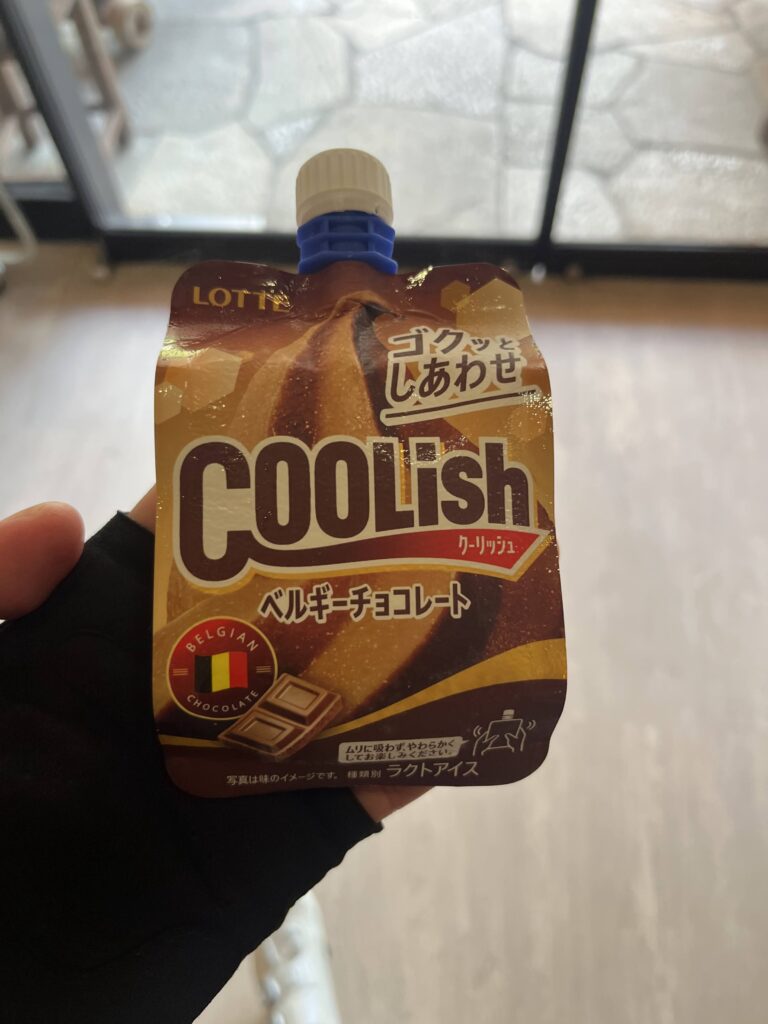 LOTTE
ゴクッと
しあわせ
COOLish
クーリッシュ
ベルギーチョコレート
BELGIAN
CHOCOLATE
ムリに吸わず、やわらかく
してお楽しみください。
写真は味のイメージです。 種類別 ラクトアイス